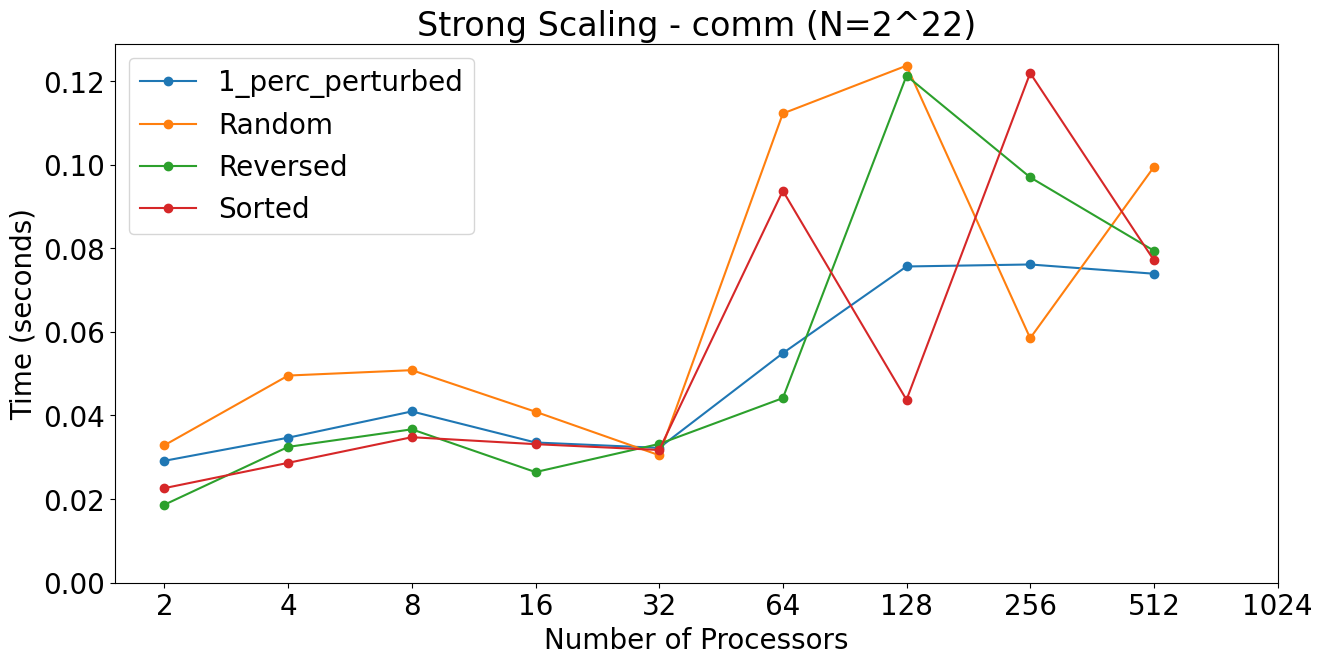 Strong Scaling - comm (N=2^22)
1_perc_perturbed
Random
Reversed
Sorted
Time (seconds)
0.12
0.10
0.08
0.06
0.04
0.02
0.00
2 4 8 16 32 64 128 256 512 1024
Number of Processors